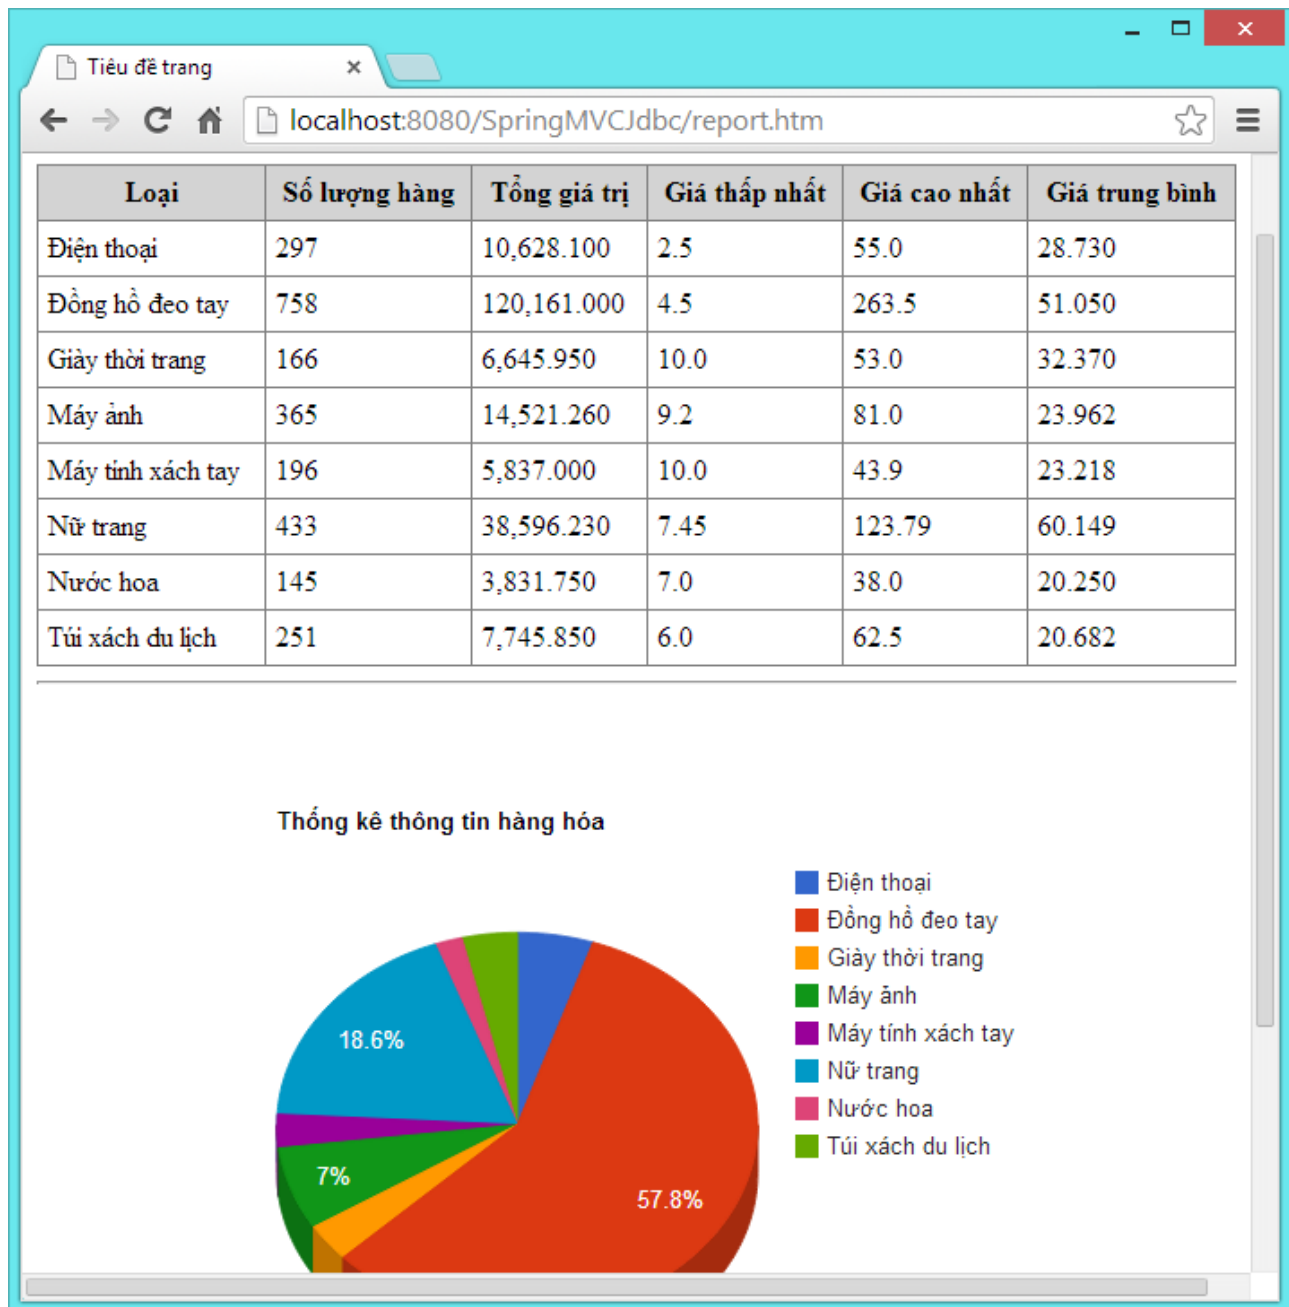 Tiêu đề trang
localhost:8080/SpringMVCJdbc/report.htm
Loại Số lượng hàng Tổng giá trị Giá thấp nhất Giá cao nhất Giá trung bình
Điện thoại 297 10,628.100 2.5 55.0 28.730
Đồng hồ đeo tay 758 120,161.000 4.5 263.5 51.050
Giày thời trang 166 6,645.950 10.0 53.0 32.370
Máy ảnh 365 14,521.260 9.2 81.0 23.962
Máy tính xách tay 196 5,837.000 10.0 43.9 23.218
Nữ trang 433 38,596.230 7.45 123.79 60.149
Nước hoa 145 3,831.750 7.0 38.0 20.250
Túi xách du lịch 251 7,745.850 6.0 62.5 20.682
Thống kê thông tin hàng hóa
Điện thoại
Đồng hồ đeo tay
Giày thời trang
Máy ảnh
Máy tính xách tay
Nữ trang
Nước hoa
Túi xách du lịch
18.6%
7%
57.8%